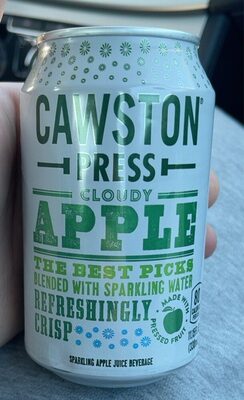 CAWSTON®
PRESS
CLOUDY
APPLE
THE BEST PICKS
BLENDED WITH SPARKLING WATER
REFRESHINGLY
CRISP
MADE WITH
PRESSED FRUIT
SPARKLING APPLE JUICE BEVERAGE